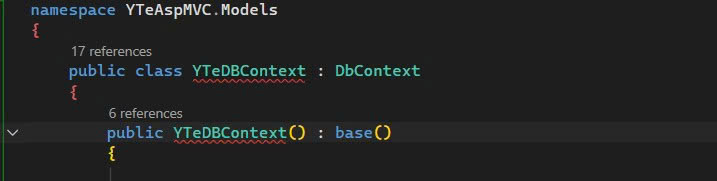 namespace YTeAspMVC.Models
{
17 references
public class YTeDBContext : DbContext
{
6 references
public YTeDBContext() : base()
{